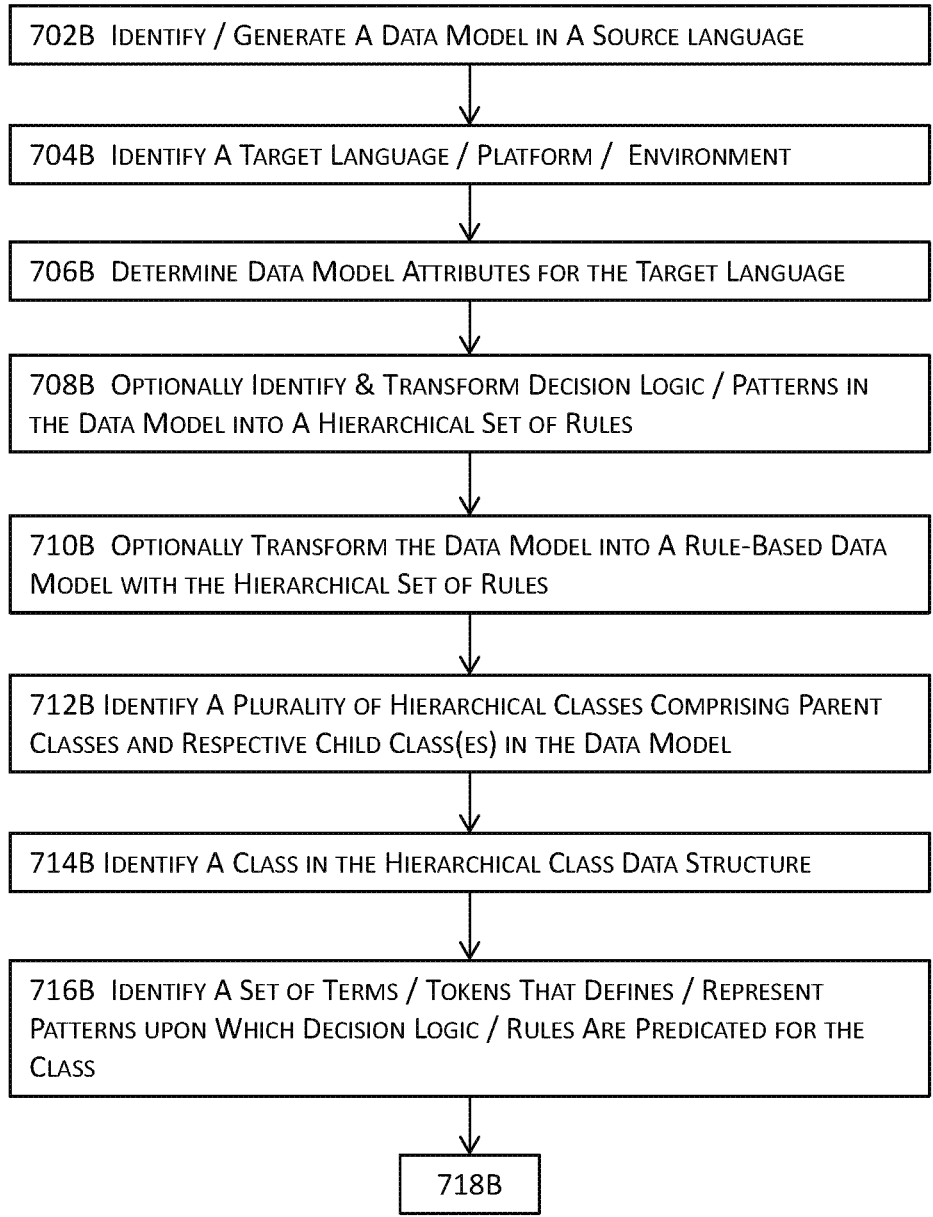 702B IDENTIFY / GENERATE A DATA MODEL IN A SOURCE LANGUAGE
704B IDENTIFY A TARGET LANGUAGE / PLATFORM / ENVIRONMENT
706B DETERMINE DATA MODEL ATTRIBUTES FOR THE TARGET LANGUAGE
708B OPTIONALLY IDENTIFY & TRANSFORM DECISION LOGIC / PATTERNS IN
THE DATA MODEL INTO A HIERARCHICAL SET OF RULES
710B OPTIONALLY TRANSFORM THE DATA MODEL INTO A RULE-BASED DATA
MODEL WITH THE HIERARCHICAL SET OF RULES
712B IDENTIFY A PLURALITY OF HIERARCHICAL CLASSES COMPRISING PARENT
CLASSES AND RESPECTIVE CHILD CLASS(ES) IN THE DATA MODEL
714B IDENTIFY A CLASS IN THE HIERARCHICAL CLASS DATA STRUCTURE
716B IDENTIFY A SET OF TERMS / TOKENS THAT DEFINES / REPRESENT
PATTERNS UPON WHICH DECISION LOGIC / RULES ARE PREDICATED FOR THE
CLASS
718B